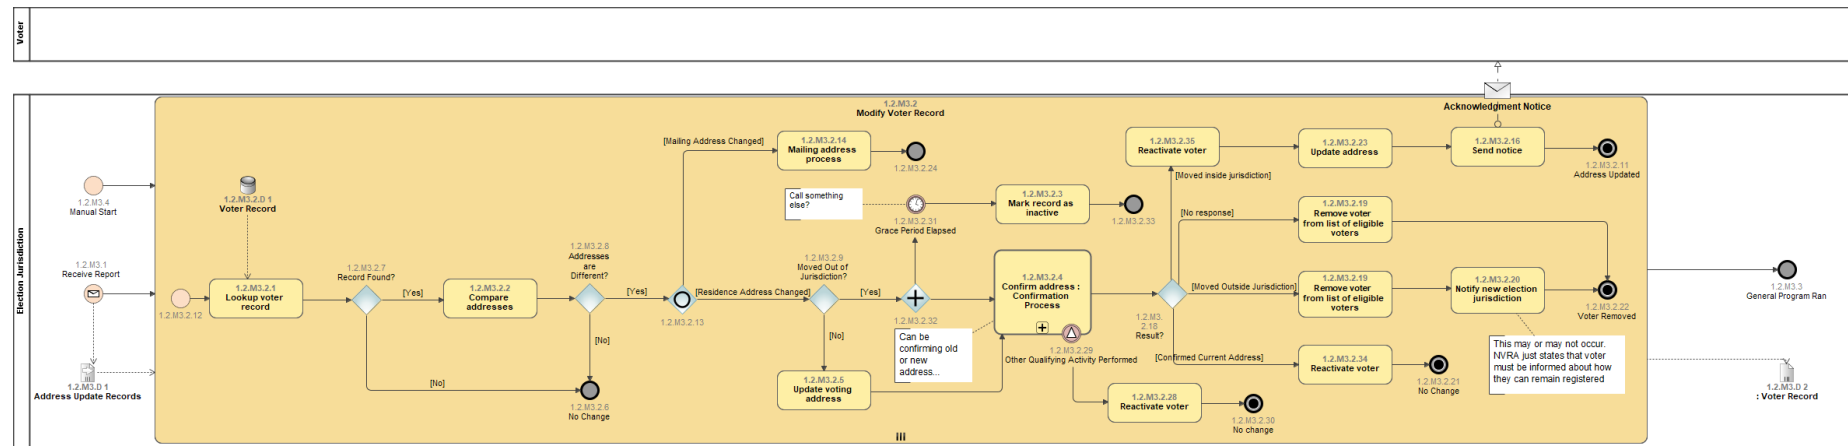 Voter
Election Jurisdiction
1.2.M3.2
Modify Voter Record
Acknowledgment Notice
1.2.M3.4
Manual Start
1.2.M3.1
Receive Report
1.2.M3.D 1
Address Update Records
1.2.M3.2.D 1
Voter Record
1.2.M3.2.12
1.2.M3.2.1
Lookup voter
record
1.2.M3.2.7
Record Found?
[Yes]
[No]
1.2.M3.2.2
Compare
addresses
1.2.M3.2.8
Addresses
are
Different?
[Yes]
[No]
1.2.M3.2.6
No Change
1.2.M3.2.13
[Mailing Address Changed]
1.2.M3.2.14
Mailing address
process
1.2.M3.2.24
[Residence Address Changed]
1.2.M3.2.9
Moved Out of
Jurisdiction?
[Yes]
[No]
1.2.M3.2.5
Update voting
address
Call something
else?
1.2.M3.2.31
Grace Period Elapsed
1.2.M3.2.3
Mark record as
inactive
1.2.M3.2.33
1.2.M3.2.32
Can be
confirming old
or new
address...
1.2.M3.2.4
Confirm address :
Confirmation
Process
1.2.M3.2.29
Other Qualifying Activity Performed
1.2.M3.2.28
Reactivate voter
1.2.M3.2.30
No change
1.2.M3.
2.18
Result?
[Moved inside jurisdiction]
1.2.M3.2.35
Reactivate voter
1.2.M3.2.23
Update address
1.2.M3.2.16
Send notice
1.2.M3.2.11
Address Updated
[No response]
1.2.M3.2.19
Remove voter
from list of eligible
voters
[Moved Outside Jurisdiction]
1.2.M3.2.19
Remove voter
from list of eligible
voters
1.2.M3.2.20
Notify new election
jurisdiction
1.2.M3.2.22
Voter Removed
[Confirmed Current Address]
1.2.M3.2.34
Reactivate voter
1.2.M3.2.21
No Change
This may or may not occur.
NVRA just states that voter
must be informed about how
they can remain registered
1.2.M3.3
General Program Ran
1.2.M3.D 2
: Voter Record